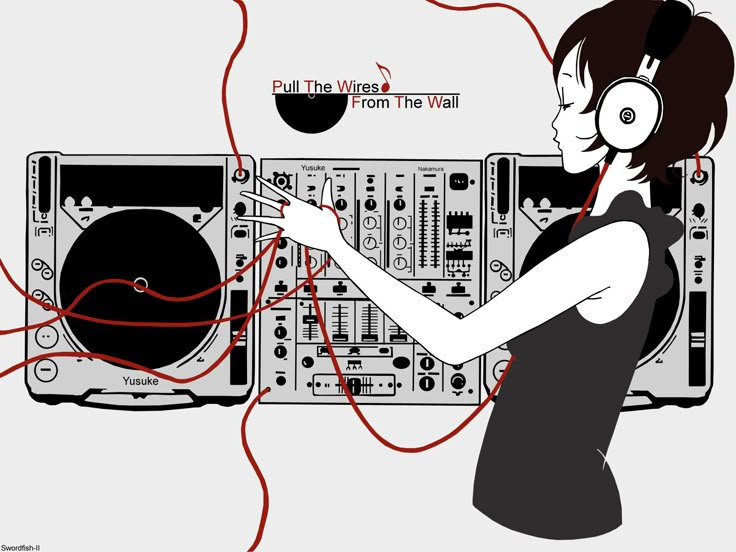 Pull The Wires
From The Wall
Yusuke
Nakamura
Yusuke
Swordfish-II